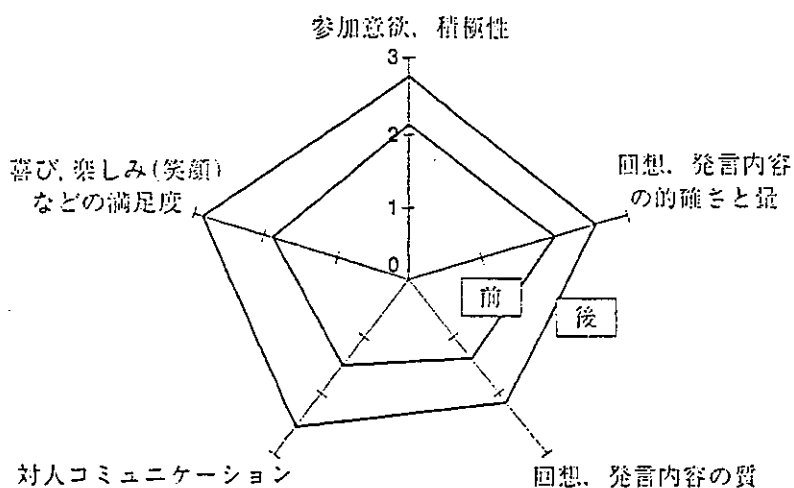 参加意欲，積極性
3
2
1
0
喜び，楽しみ(笑顔)
などの満足度
回想，発言内容
の的確さと量
前
後
対人コミュニケーション
回想，発言内容の質